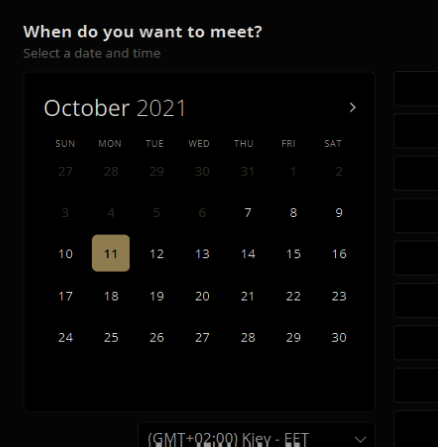 When do you want to meet?
Select a date and time
October 2021
SUN MON TUE WED THU FRI SAT
27 28 29 30 31 1 2
3 4 5 6 7 8 9
10 11 12 13 14 15 16
17 18 19 20 21 22 23
24 25 26 27 28 29 30
(GMT+02:00) Kiev - EET